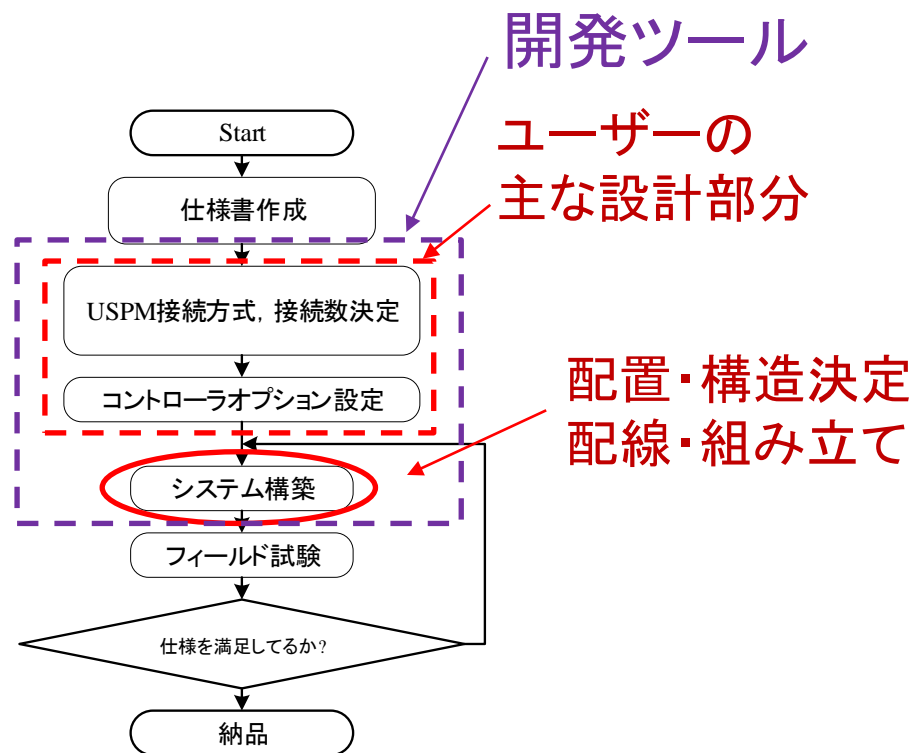 開発ツール
ユーザーの
主な設計部分
Start
仕様書作成
USPM接続方式，接続数決定
コントローラオプション設定
配置・構造決定
配線・組み立て
システム構築
フィールド試験
仕様を満足してるか?
納品